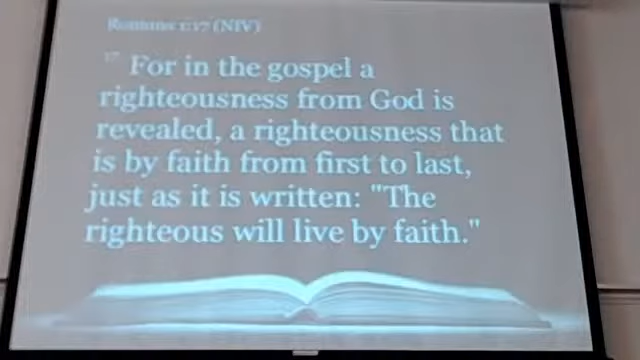 Romans 1:17 (NIV)
17 For in the gospel a
righteousness from God is
revealed, a righteousness that
is by faith from first to last,
just as it is written: "The
righteous will live by faith."